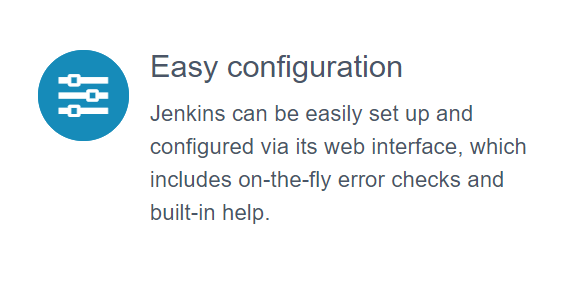 Easy configuration
Jenkins can be easily set up and
configured via its web interface, which
includes on-the-fly error checks and
built-in help.